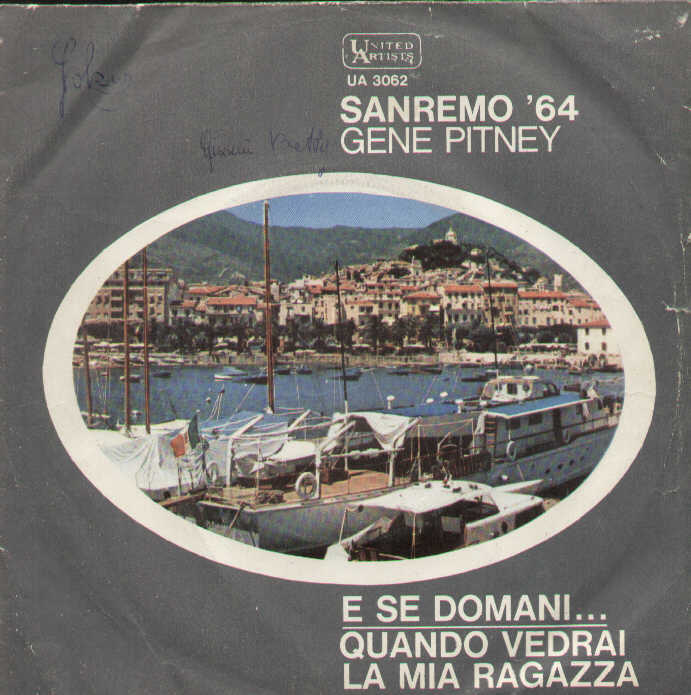 UNITED
ARTISTS
UA 3062
SANREMO '64
GENE PITNEY
E SE DOMANI...
QUANDO VEDRAI
LA MIA RAGAZZA